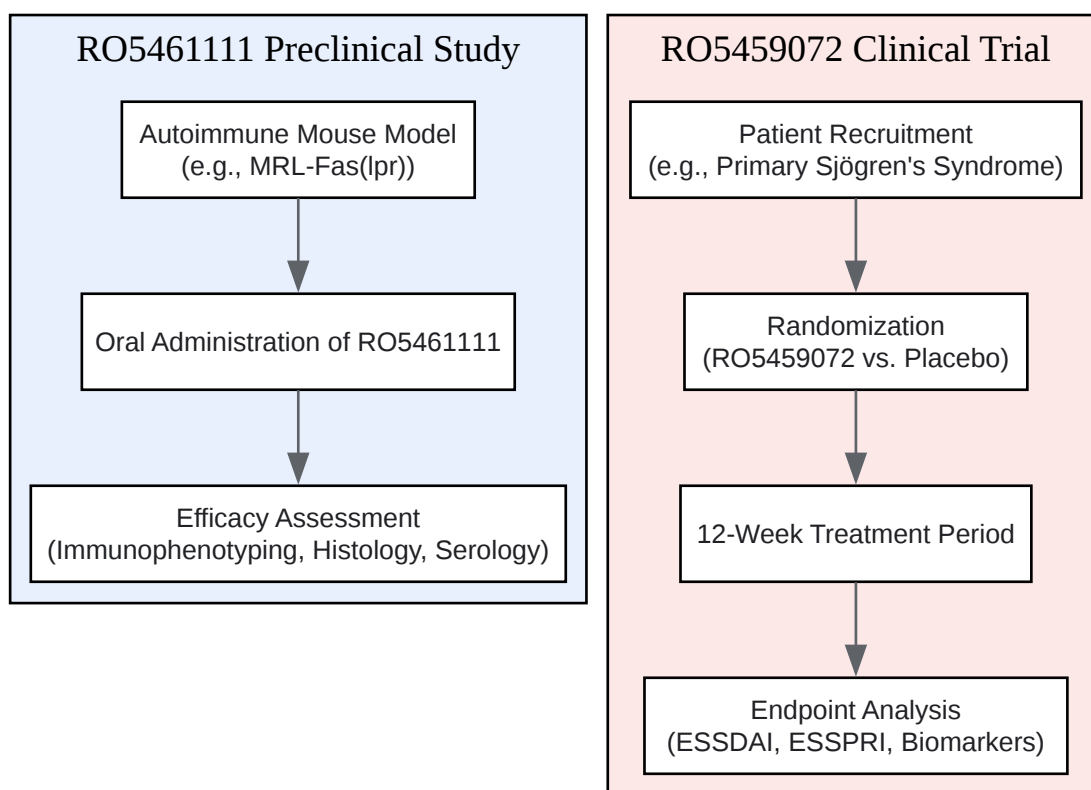 RO5461111 Preclinical Study
Autoimmune Mouse Model
(e.g., MRL-Fas(lpr))
Oral Administration of RO5461111
Efficacy Assessment
(Immunophenotyping, Histology, Serology)
RO5459072 Clinical Trial
Patient Recruitment
(e.g., Primary Sjögren's Syndrome)
Randomization
(RO5459072 vs. Placebo)
12-Week Treatment Period
Endpoint Analysis
(ESSDAI, ESSPRI, Biomarkers)